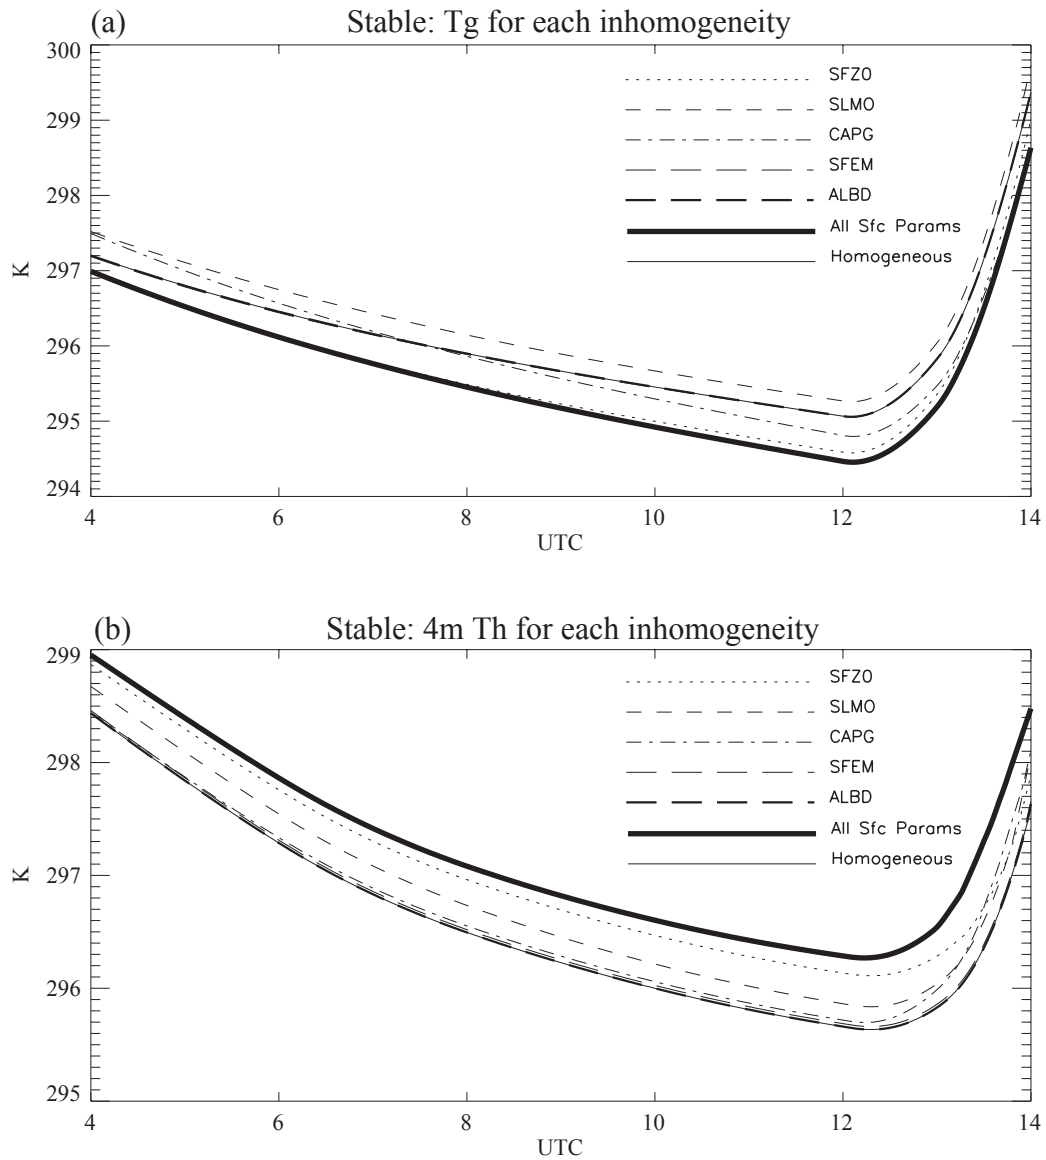 (a) Stable: Tg for each inhomogeneity
300
299
298
297
296
295
294
K
SFZ0
SLMO
CAPG
SFEM
ALBD
All Sfc Params
Homogeneous
4 6 8 10 12 14
UTC
(b) Stable: 4m Th for each inhomogeneity
299
298
297
296
295
K
SFZ0
SLMO
CAPG
SFEM
ALBD
All Sfc Params
Homogeneous
4 6 8 10 12 14
UTC